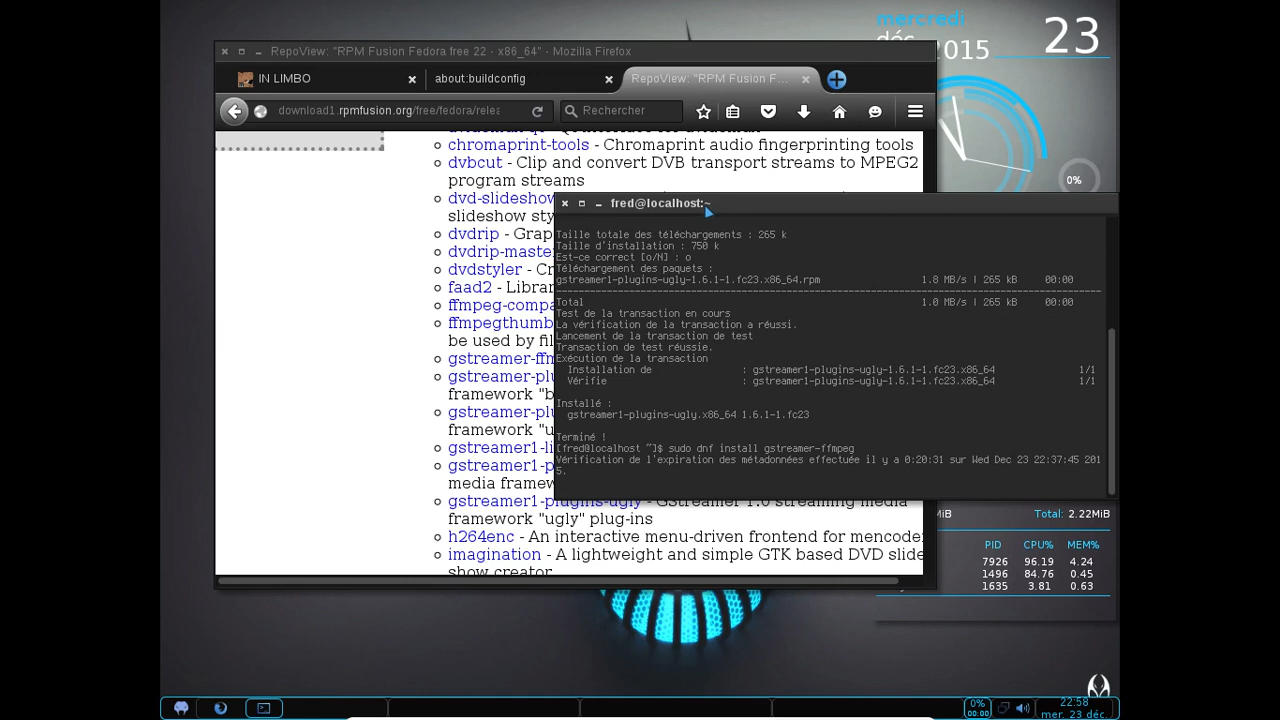 mercredi
déc.
2015
23
RepoView: "RPM Fusion Fedora free 22 - x86_64" - Mozilla Firefox
IN LIMBO
about:buildconfig
RepoView: "RPM Fusion F...
download1.rpmfusion.org/free/fedora/relea
Rechercher
chromaprint-tools - Chromaprint audio fingerprinting tools
dvbcut - Clip and convert DVB transport streams to MPEG2
program streams
dvd-slideshow
slideshow sty
dvdrip - Grap
dvdrip-maste
dvdstyler - Cr
faad2 - Librar
ffmpeg-compa
ffmpegthumb
be used by fil
gstreamer-ffm
gstreamer-plu
framework "b
gstreamer-plu
framework "u
gstreamer1-li
gstreamer1-p
media framew
gstreamer1-plugins-ugly - GStreamer 1.0 streaming media
framework "ugly" plug-ins
h264enc - An interactive menu-driven frontend for mencoder
imagination - A lightweight and simple GTK based DVD slide
show creator
0%
fred@localhost:~
Taille totale des téléchargements : 265 k
Taille d'installation : 750 k
Est-ce correct [o/N] : o
Téléchargement des paquets :
gstreamer1-plugins-ugly-1.6.1-1.fc23.x86_64.rpm 1.8 MB/s | 265 kB 00:00
Total 1.0 MB/s | 265 kB 00:00
Test de la transaction en cours
La vérification de la transaction a réussi.
Lancement de la transaction de test
Transaction de test réussie.
Exécution de la transaction
Installation de : gstreamer1-plugins-ugly-1.6.1-1.fc23.x86_64 1/1
Vérifie : gstreamer1-plugins-ugly-1.6.1-1.fc23.x86_64 1/1
Installé :
gstreamer1-plugins-ugly.x86_64 1.6.1-1.fc23
Terminé !
[fred@localhost ~]$ sudo dnf install gstreamer-ffmpeg
Vérification de l'expiration des métadonnées effectuée il y a 0:20:31 sur Wed Dec 23 22:37:45 201
5.
MiB Total: 2.22MiB
PID CPU% MEM%
7926 96.19 4.24
1496 84.76 0.45
1635 3.81 0.63
0%
00:00
22:58
mer. 23 déc.